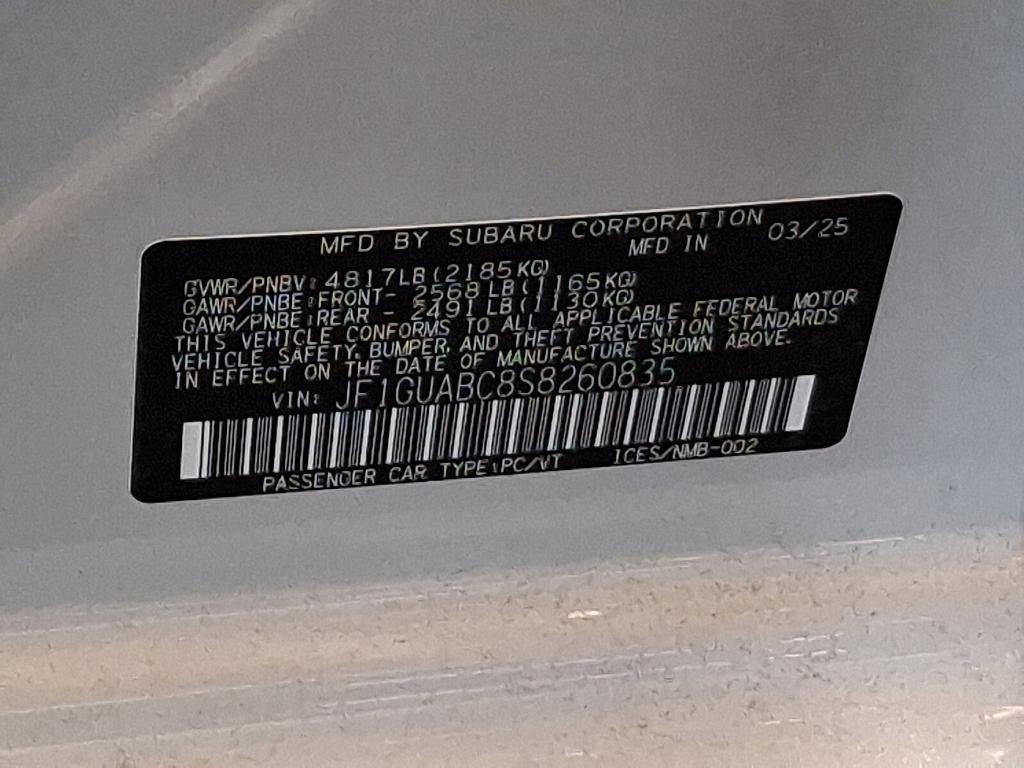 MFD BY SUBARU CORPORATION
MFD IN 03/25
GVWR/PNBV: 4817LB(2185KG)
GAWR/PNBE:FRONT- 2568LB(1165KG)
GAWR/PNBE:REAR - 2491LB(1130KG)
THIS VEHICLE CONFORMS TO ALL APPLICABLE FEDERAL MOTOR
VEHICLE SAFETY, BUMPER, AND THEFT PREVENTION STANDARDS
IN EFFECT ON THE DATE OF MANUFACTURE SHOWN ABOVE.
VIN: JF1GUABC8S8260835
PASSENGER CAR TYPE:PC/VT ICES/NMB-002